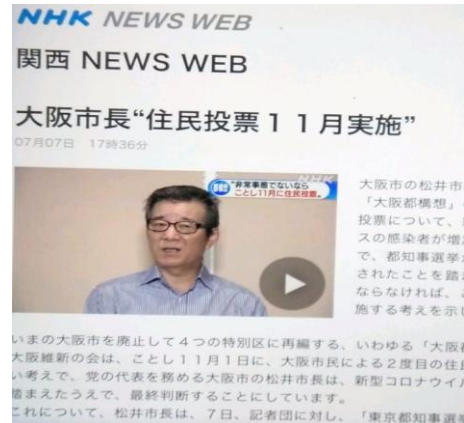 NHK NEWS WEB
関西 NEWS WEB
大阪市長“住民投票１１月実施”
07月07日 17時36分
NHK
“非常事態でないなら
ことし11月に住民投票”
大阪市の松井市
「大阪都構想」
投票について、
スの感染者が増
で、都知事選挙が
されたことを踏
ならなければ、
施する考えを示し
いまの大阪市を廃止して４つの特別区に再編する、いわゆる「大阪都
大阪維新の会は、ことし１１月１日に、大阪市民による２度目の住民
い考えで、党の代表を務める大阪市の松井市長は、新型コロナウイル
踏まえたうえで、最終判断することにしています。
これについて、松井市長は、７日、記者団に対し、「東京都知事選挙